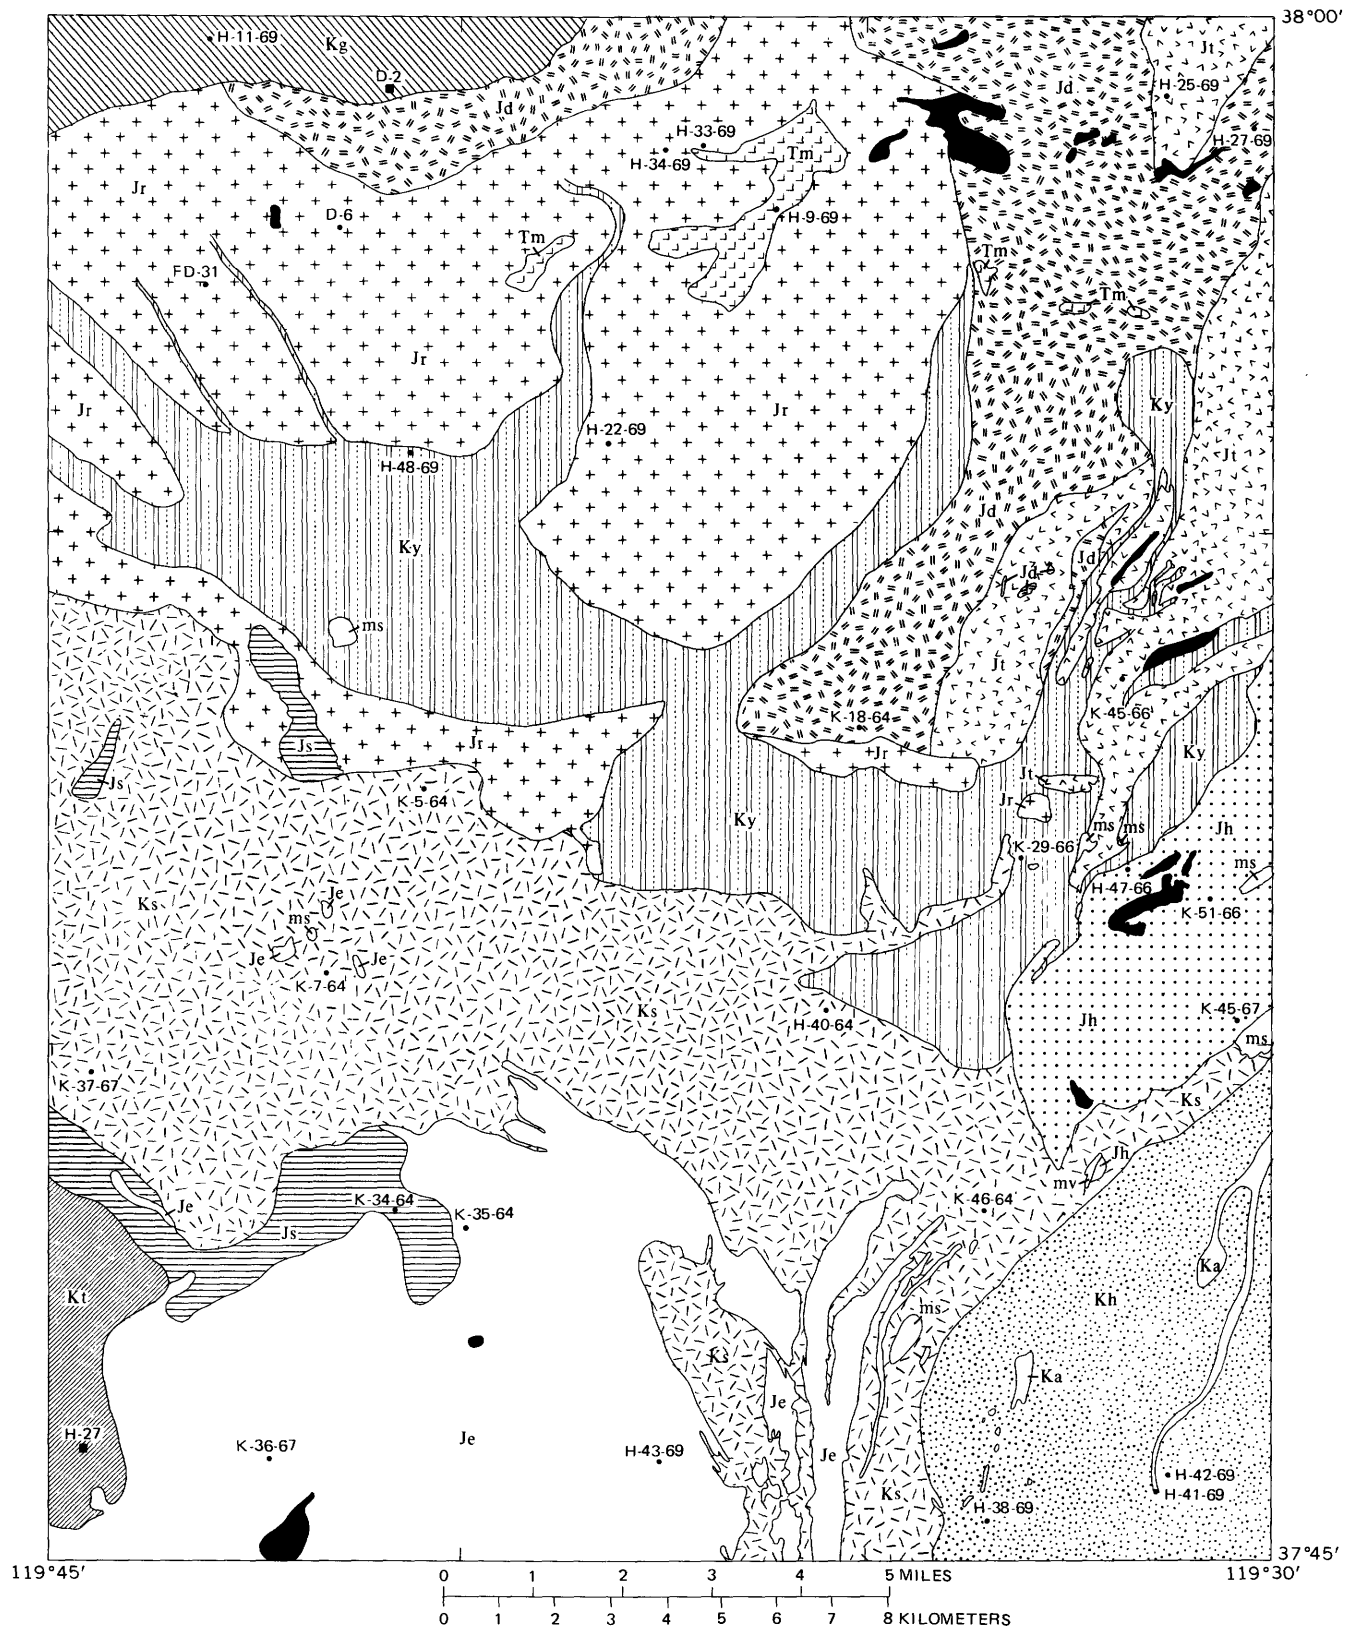 38°00′
H-11-69
Kg
Jt
D-2
Jd
H-25-69
Jd
H-33-69
H-27-69
H-34-69
Tm
Jr
D-6
H-9-69
Tm
Tm
FD-31
Tm
Jr
Jr
Jr
Ky
H-22-69
Jt
H-48-69
Jd
Ky
Jd
Jd
ms
Jt
K-18-64
K-45-66
Js
Jr
Jr
Ky
Js
Jt
K-5-64
Jr
Ky
ms
ms
Jh
K-29-66
ms
H-47-66
Je
Ks
K-51-66
ms
Je
Je
K-7-64
Ks
K-45-67
H-40-64
Jh
ms
K-37-67
Ks
Jh
mv
K-34-64
K-46-64
Je
K-35-64
Js
Ka
Kt
Kh
ms
Ks
Ka
Je
H-27
K-36-67
Je
H-43-69
Je
H-42-69
Ks
H-41-69
H-38-69
37°45′
119°45′
119°30′
0 1 2 3 4 5 MILES
0 1 2 3 4 5 6 7 8 KILOMETERS